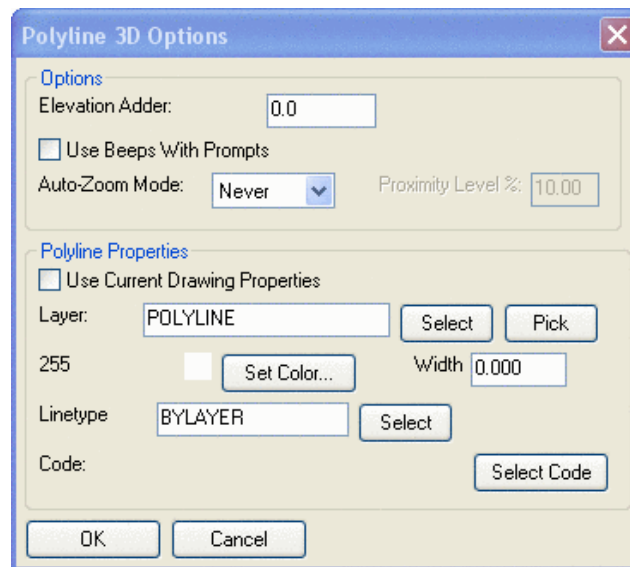 Polyline 3D Options
Options
Elevation Adder: 0.0
Use Beeps With Prompts
Auto-Zoom Mode: Never Proximity Level %: 10.00
Polyline Properties
Use Current Drawing Properties
Layer: POLYLINE Select Pick
255 Set Color... Width 0.000
Linetype BYLAYER Select
Code: Select Code
OK Cancel